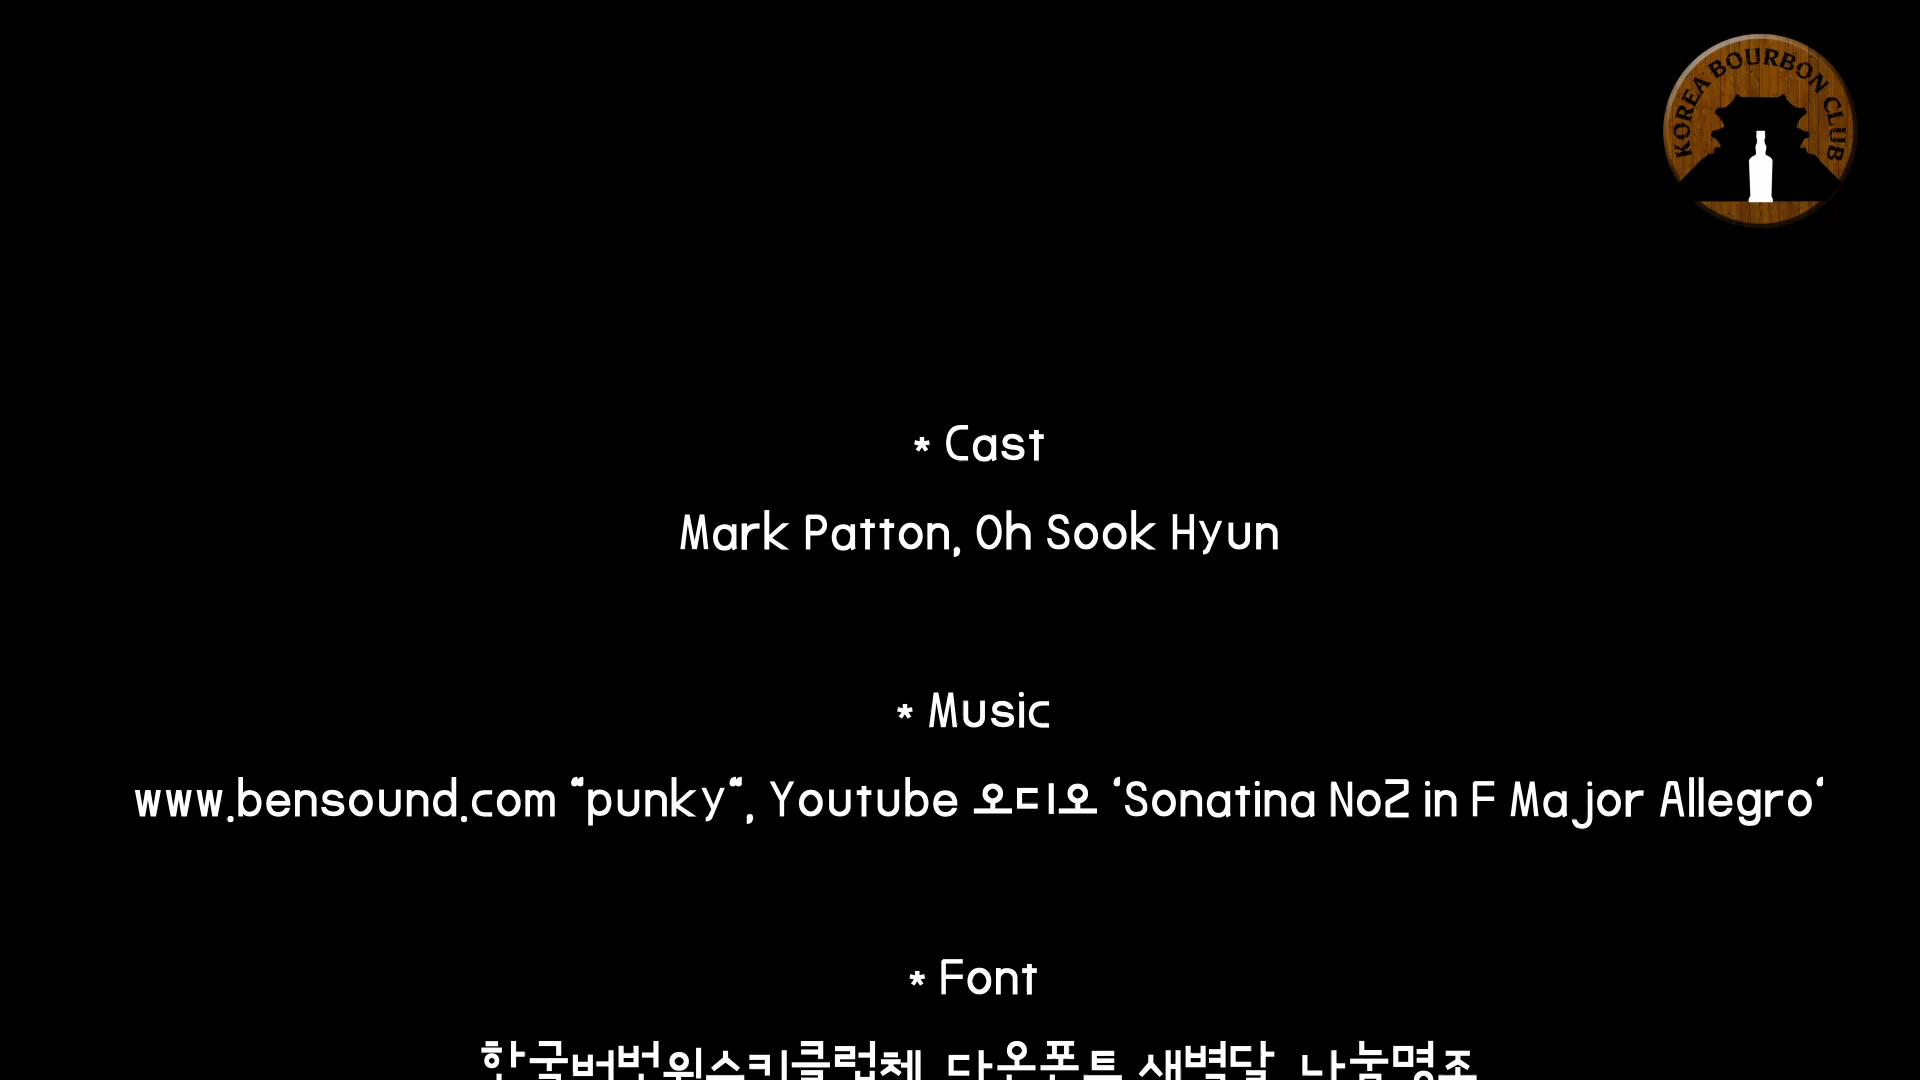 KOREA BOURBON CLUB
* Cast
Mark Patton, Oh Sook Hyun
* Music
www.bensound.com “punky“, Youtube 오디오 ‘Sonatina No2 in F Major Allegro‘
* Font
한국버번위스키클럽체, 다온폰트 새벽달, 나눔명조